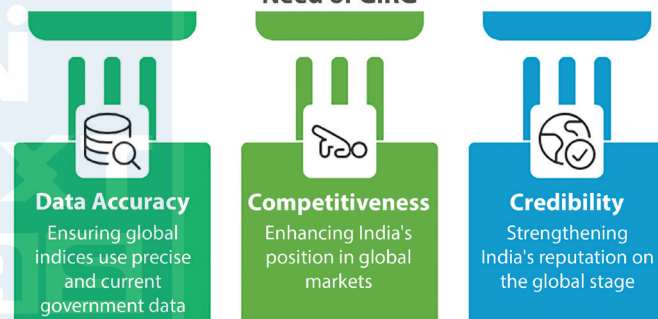 Data Accuracy
Ensuring global
indices use precise
and current
government data
Competitiveness
Enhancing India's
position in global
markets
Credibility
Strengthening
India's reputation on
the global stage